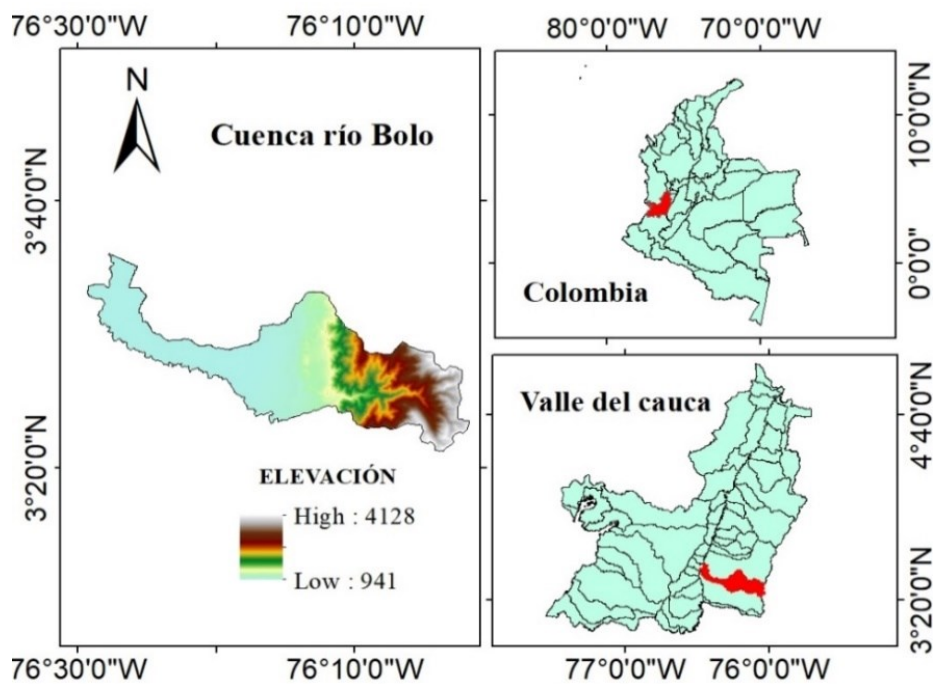 76°30'0"W 76°10'0"W
80°0'0"W 70°0'0"W
N
Cuenca río Bolo
3°40'0"N
3°20'0"N
ELEVACIÓN
High : 4128
Low : 941
76°30'0"W 76°10'0"W
10°0'0"N
0°0'0"
Colombia
Valle del cauca
4°40'0"N
3°20'0"N
77°0'0"W 76°0'0"W